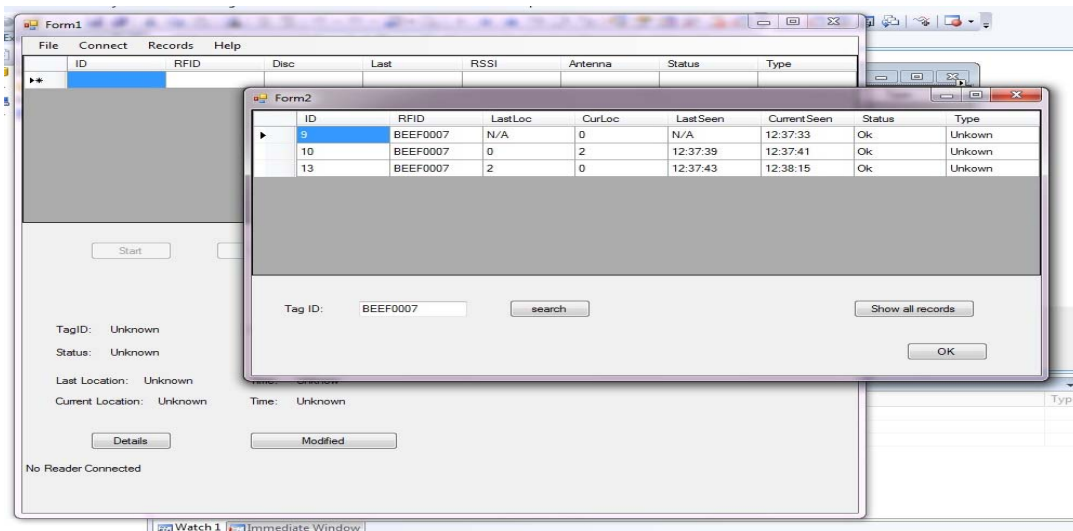 Form1
File Connect Records Help
ID RFID Disc Last RSSI Antenna Status Type
Form2
ID RFID LastLoc CurLoc LastSeen CurrentSeen Status Type
9 BEEF0007 N/A 0 N/A 12:37:33 Ok Unkown
10 BEEF0007 0 2 12:37:39 12:37:41 Ok Unkown
13 BEEF0007 2 0 12:37:43 12:38:15 Ok Unkown
Start
Tag ID: BEEF0007 search Show all records
TagID: Unknown
Status: Unknown
OK
Last Location: Unknown
Current Location: Unknown Time: Unknown
Typ
Details Modified
No Reader Connected
Watch 1 Immediate Window